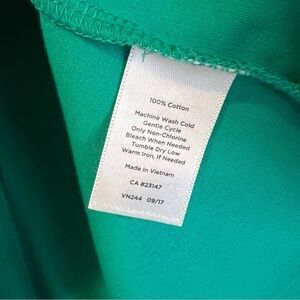 100% Cotton
Machine Wash Cold
Gentle Cycle
Only Non-Chlorine
Bleach When Needed
Tumble Dry Low
Warm Iron, If Needed
Made In Vietnam
CA #23147
VN244 09/17